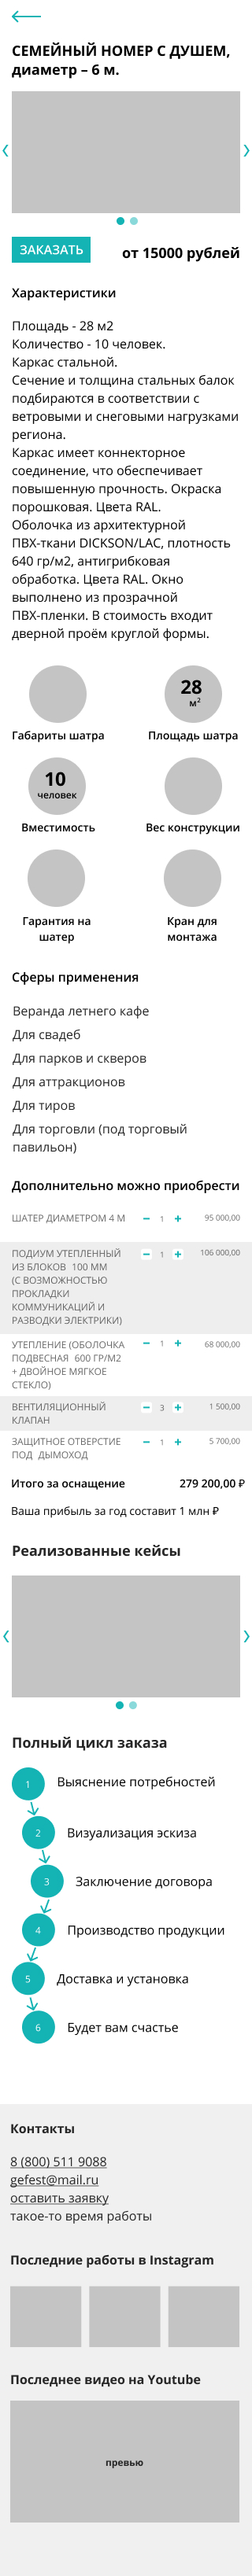 СЕМЕЙНЫЙ НОМЕР С ДУШЕМ,
диаметр – 6 м.
ЗАКАЗАТЬ
от 15000 рублей
Характеристики
Площадь - 28 м2
Количество - 10 человек.
Каркас стальной.
Сечение и толщина стальных балок
подбираются в соответствии с
ветровыми и снеговыми нагрузками
региона.
Каркас имеет коннекторное
соединение, что обеспечивает
повышенную прочность. Окраска
порошковая. Цвета RAL.
Оболочка из архитектурной
ПВХ-ткани DICKSON/LAC, плотность
640 гр/м2, антигрибковая
обработка. Цвета RAL. Окно
выполнено из прозрачной
ПВХ-пленки. В стоимость входит
дверной проём круглой формы.
28
м²
Габариты шатра
Площадь шатра
10
человек
Вместимость
Вес конструкции
Гарантия на
шатер
Кран для
монтажа
Сферы применения
Веранда летнего кафе
Для свадеб
Для парков и скверов
Для аттракционов
Для тиров
Для торговли (под торговый
павильон)
Дополнительно можно приобрести
ШАТЕР ДИАМЕТРОМ 4 М − 1 + 95 000,00
ПОДИУМ УТЕПЛЕННЫЙ − 1 + 106 000,00
ИЗ БЛОКОВ 100 ММ
(С ВОЗМОЖНОСТЬЮ
ПРОКЛАДКИ
КОММУНИКАЦИЙ И
РАЗВОДКИ ЭЛЕКТРИКИ)
УТЕПЛЕНИЕ (ОБОЛОЧКА − 1 + 68 000,00
ПОДВЕСНАЯ 600 ГР/М2
+ ДВОЙНОЕ МЯГКОЕ
СТЕКЛО)
ВЕНТИЛЯЦИОННЫЙ − 3 + 1 500,00
КЛАПАН
ЗАЩИТНОЕ ОТВЕРСТИЕ − 1 + 5 700,00
ПОД ДЫМОХОД
Итого за оснащение 279 200,00 ₽
Ваша прибыль за год составит 1 млн ₽
Реализованные кейсы
Полный цикл заказа
1 Выяснение потребностей
2 Визуализация эскиза
3 Заключение договора
4 Производство продукции
5 Доставка и установка
6 Будет вам счастье
Контакты
8 (800) 511 9088
gefest@mail.ru
оставить заявку
такое-то время работы
Последние работы в Instagram
Последнее видео на Youtube
превью